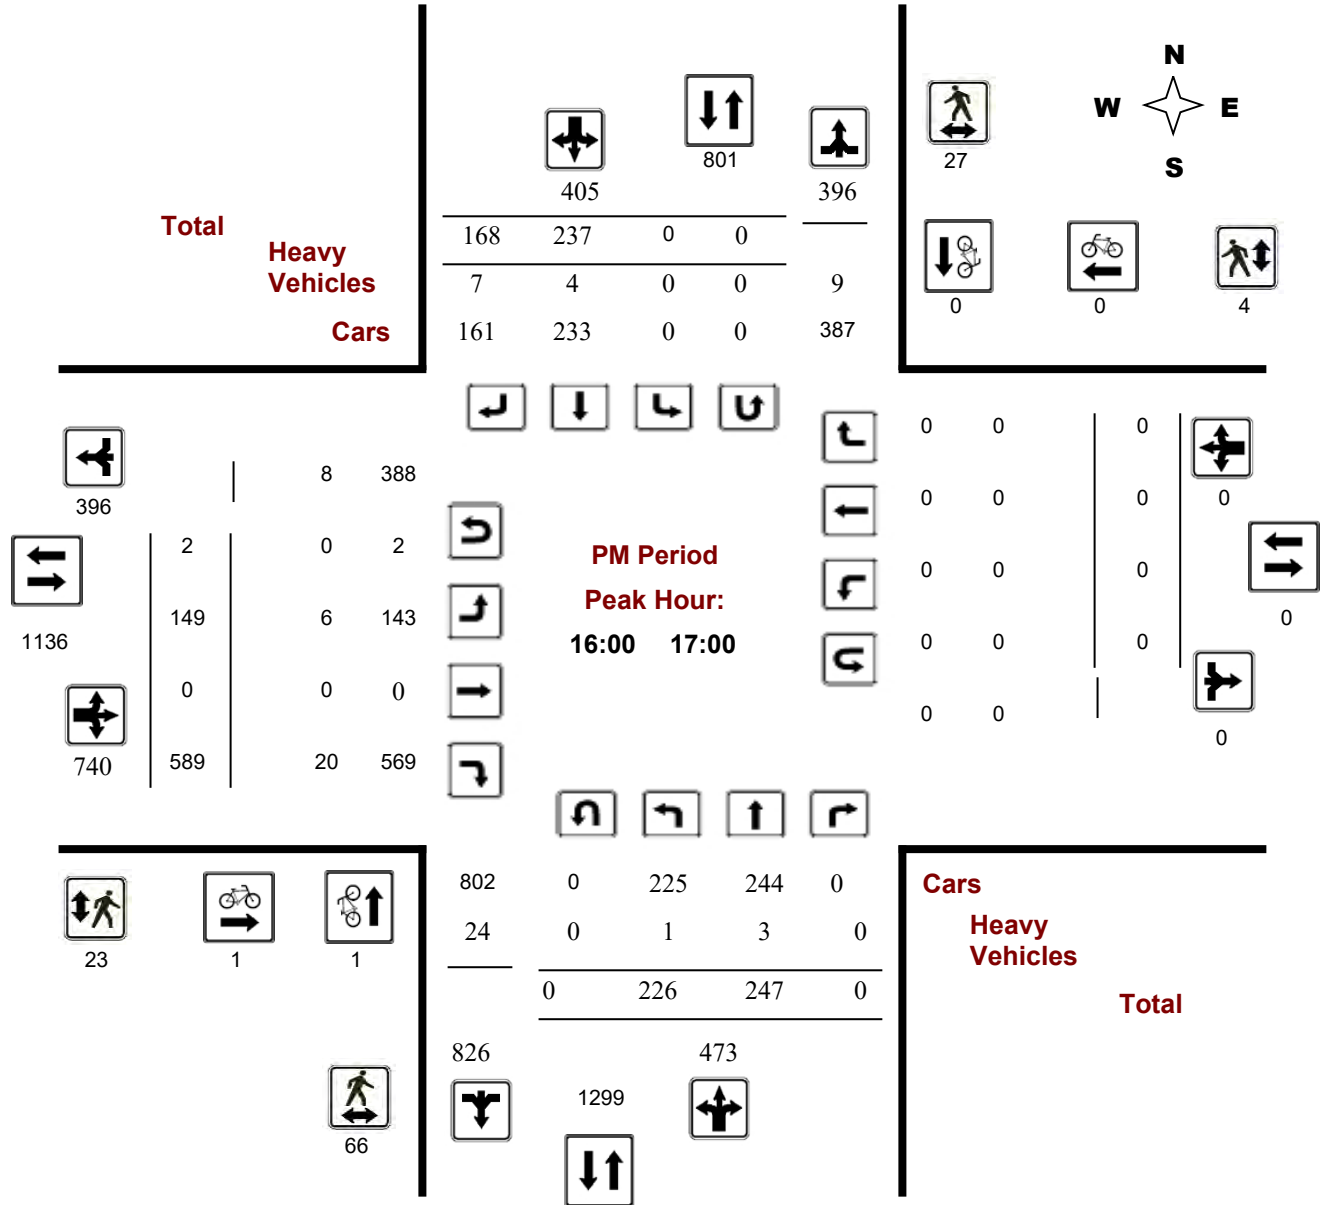 N
W E
S
801
27
405 396
Total
168 237 0 0
Heavy
Vehicles
7 4 0 0 9
0 0 4
Cars
161 233 0 0 387
0 0 0
8 388
396
0 0 0 0
2 0 2
PM Period
0 0 0
Peak Hour:
149 6 143
0
1136
16:00 17:00
0 0 0
0 0 0
0 0
740 589 20 569
0
802 0 225 244 0
Cars
24 0 1 3 0
Heavy
Vehicles
23 1 1
0 226 247 0
Total
826 473
1299
66